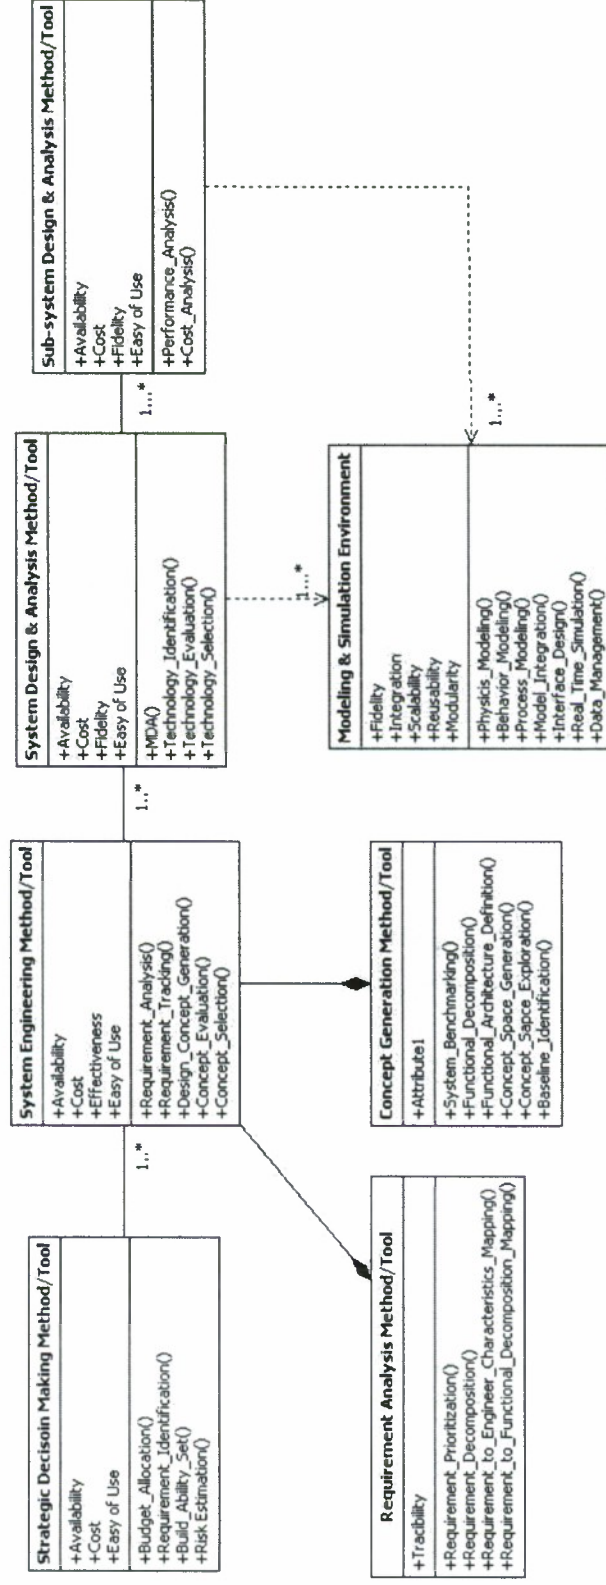 Strategic Decisoin Making Method/Tool
+Availability
+Cost
+Easy of Use
+Budget_Allocation()
+Requirement_Identification()
+Build_Ability_Set()
+Risk Estimation()
1..*
System Engineering Method/Tool
+Availability
+Cost
+Effectiveness
+Easy of Use
+Requirement_Analysis()
+Requirement_Tracking()
+Design_Concept_Generation()
+Concept_Evaluation()
+Concept_Selection()
1..*
System Design & Analysis Method/Tool
+Availability
+Cost
+Fidelity
+Easy of Use
+MDA()
+Technology_Identification()
+Technology_Evaluation()
+Technology_Selection()
1...*
Sub-system Design & Analysis Method/Tool
+Availability
+Cost
+Fidelity
+Easy of Use
+Performance_Analysis()
+Cost_Analysis()
Requirement Analysis Method/Tool
+Tracibility
+Requirement_Prioritization()
+Requirement_Decomposition()
+Requirement_to_Engineer_Characteristics_Mapping()
+Requirement_to_Functional_Decomposition_Mapping()
Concept Generation Method/Tool
+Attribute1
+System_Benchmarking()
+Functional_Decomposition()
+Functional_Architecture_Definition()
+Concept_Space_Generation()
+Concept_Sapce_Exploration()
+Baseline_Identification()
1...*
Modeling & Simulation Environment
+Fidelity
+Integration
+Scalability
+Reusability
+Modularity
+Physicis_Modeling()
+Behavior_Modeling()
+Process_Modeling()
+Model_Integration()
+Interface_Design()
+Real_Time_Simulation()
+Data_Management()
1...*